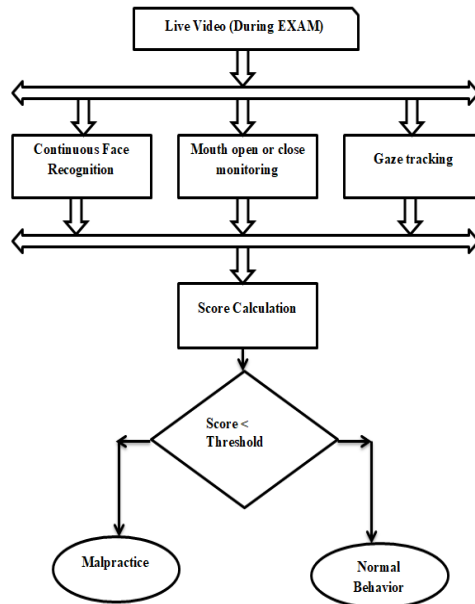 Live Video (During EXAM)
Continuous Face
Recognition
Mouth open or close
monitoring
Gaze tracking
Score Calculation
Score <
Threshold
Malpractice
Normal
Behavior